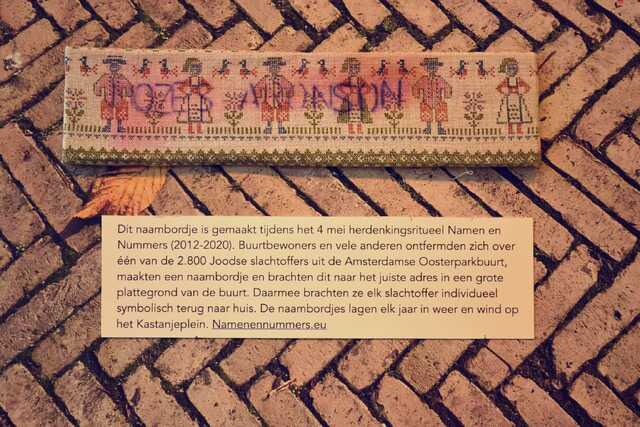 Dit naambordje is gemaakt tijdens het 4 mei herdenkingsritueel Namen en
Nummers (2012-2020). Buurtbewoners en vele anderen ontfermden zich over
één van de 2.800 Joodse slachtoffers uit de Amsterdamse Oosterparkbuurt,
maakten een naambordje en brachten dit naar het juiste adres in een grote
plattegrond van de buurt. Daarmee brachten ze elk slachtoffer individueel
symbolisch terug naar huis. De naambordjes lagen elk jaar in weer en wind op
het Kastanjeplein. Namenennummers.eu